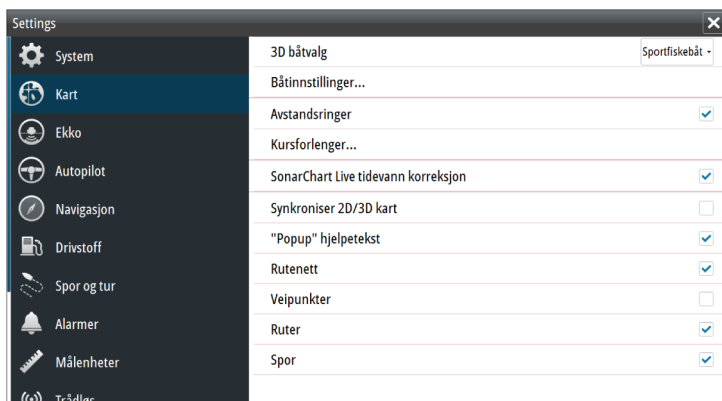 Settings
System
Kart
Ekko
Autopilot
Navigasjon
Drivstoff
Spor og tur
Alarmer
Målenheter
Trådløs
3D båtvalg
Sportfiskebåt
Båtinnstillinger...
Avstandsringer
Kursforlenger...
SonarChart Live tidevann korreksjon
Synkroniser 2D/3D kart
"Popup" hjelpetekst
Rutenett
Veipunkter
Ruter
Spor